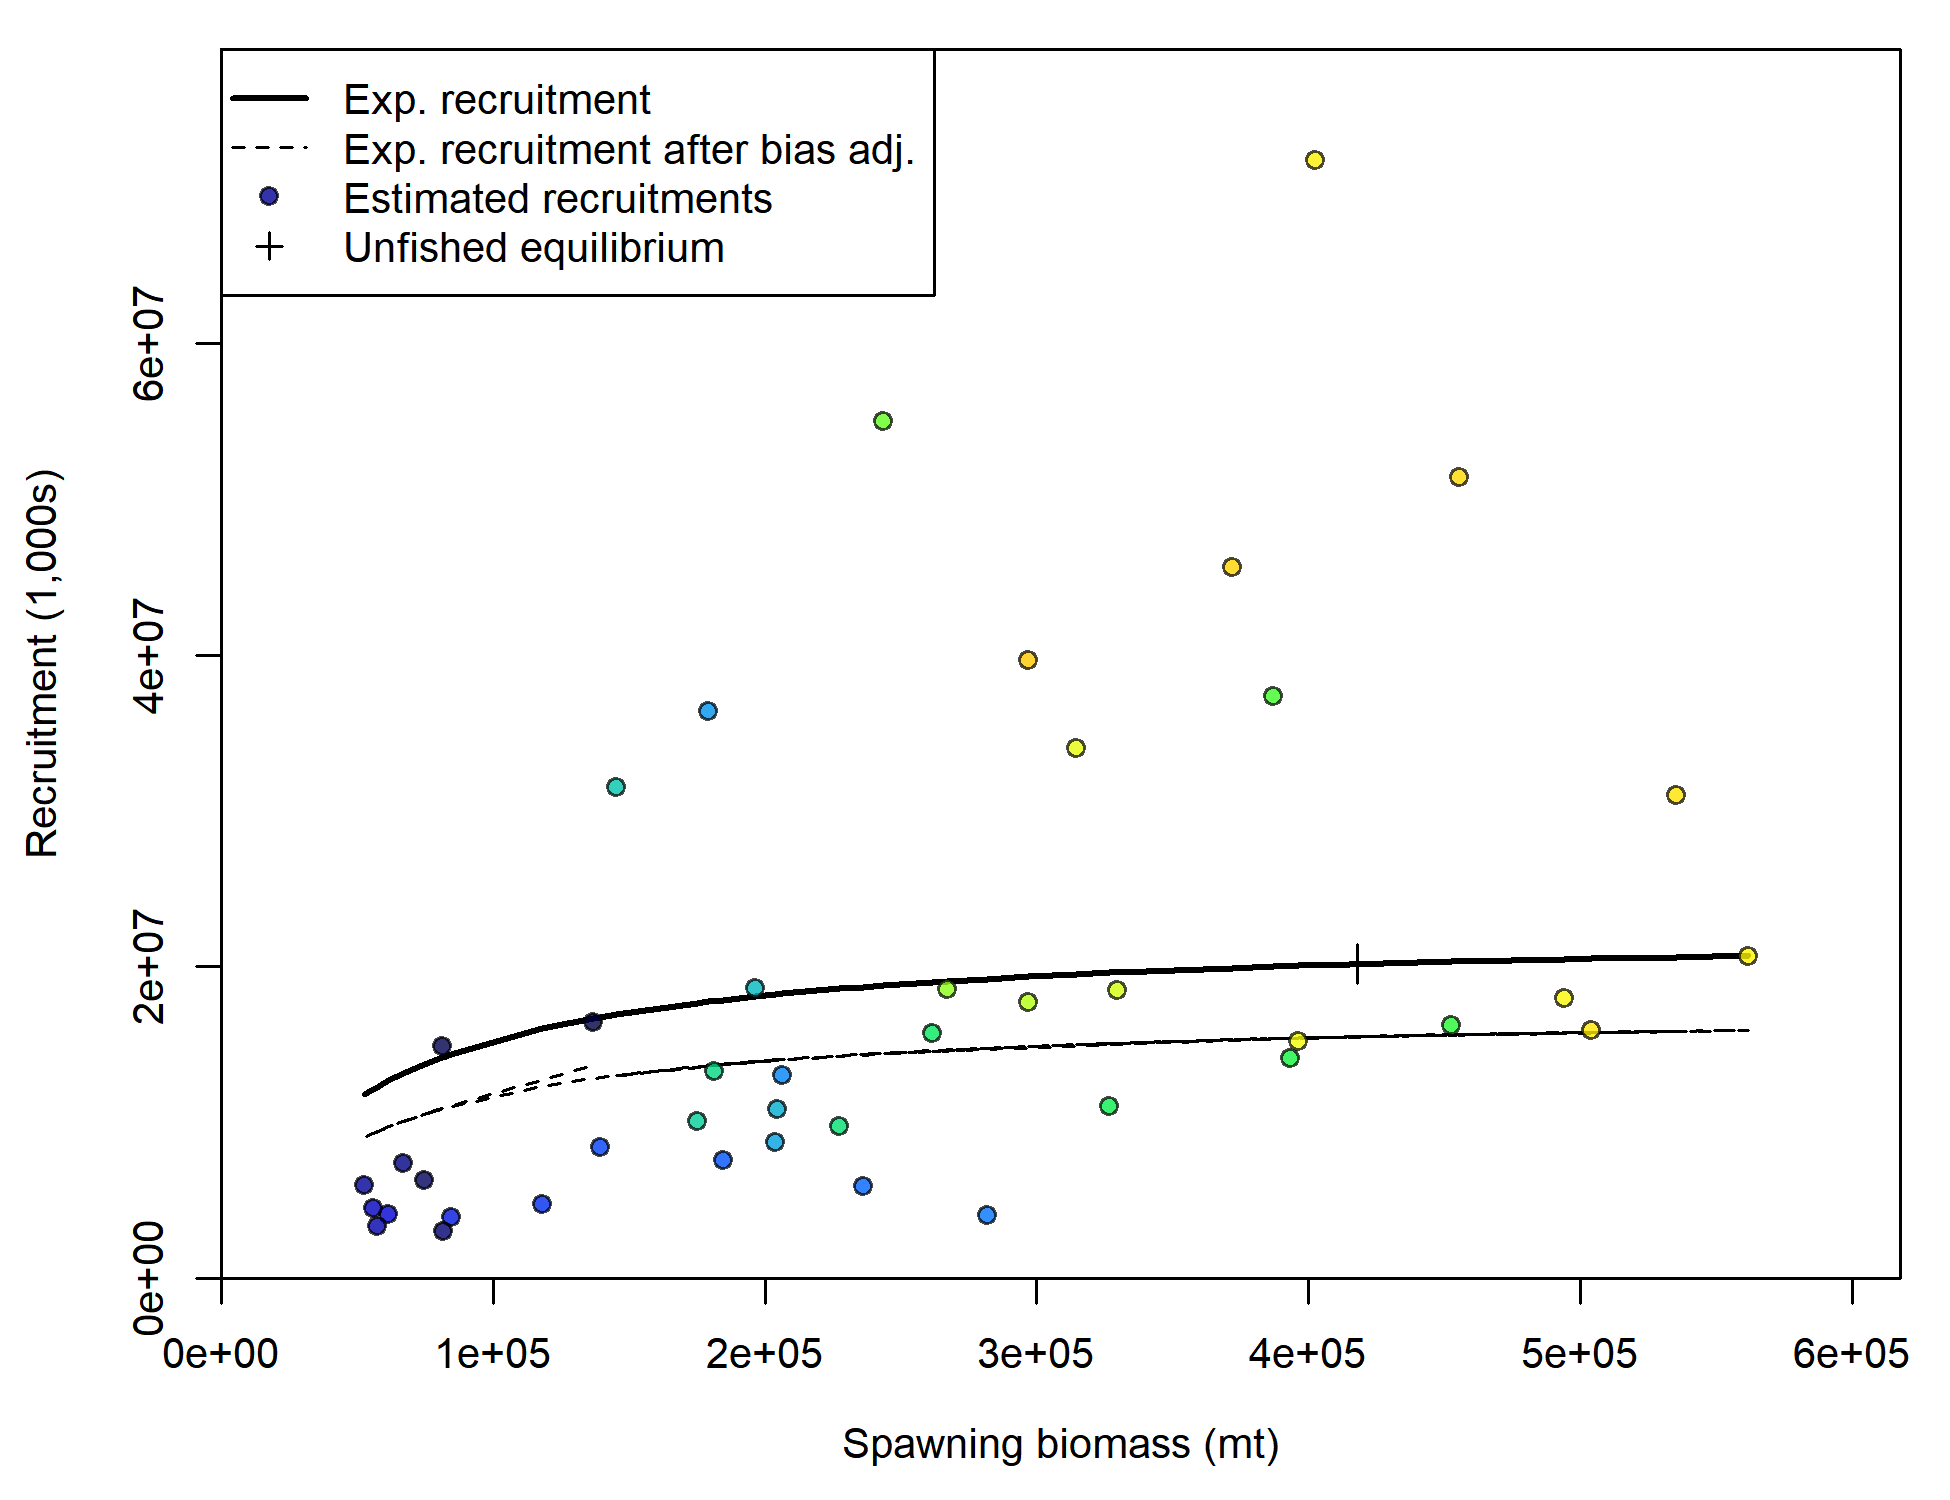 Exp. recruitment
Exp. recruitment after bias adj.
Estimated recruitments
Unfished equilibrium
Recruitment (1,000s)
6e+07
4e+07
2e+07
0e+00
0e+00 1e+05 2e+05 3e+05 4e+05 5e+05 6e+05
Spawning biomass (mt)